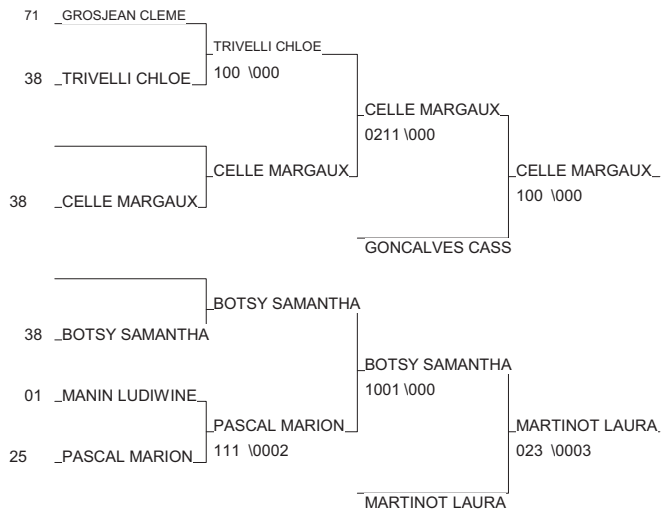 71 GROSJEAN CLEME
TRIVELLI CHLOE
100 \000
38 TRIVELLI CHLOE
CELLE MARGAUX
0211 \000
CELLE MARGAUX
CELLE MARGAUX
100 \000
38 CELLE MARGAUX
GONCALVES CASS
BOTSY SAMANTHA
38 BOTSY SAMANTHA
BOTSY SAMANTHA
1001 \000
01 MANIN LUDIWINE
PASCAL MARION
111 \0002
MARTINOT LAURA
023 \0003
25 PASCAL MARION
MARTINOT LAURA